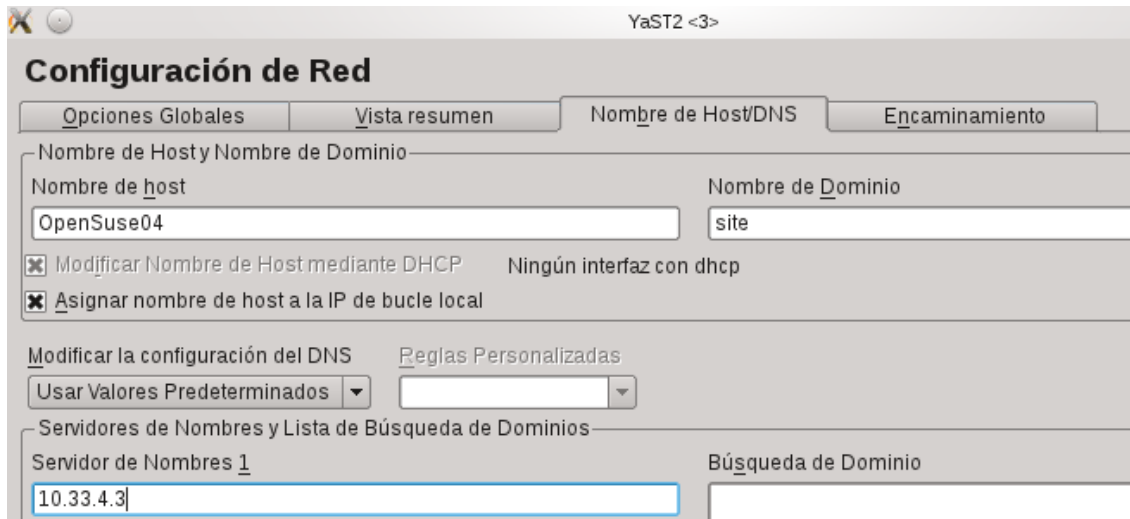 YaST2 <3>
Configuración de Red
Opciones Globales
Vista resumen
Nombre de Host/DNS
Encaminamiento
Nombre de Host y Nombre de Dominio
Nombre de host
Nombre de Dominio
OpenSuse04
site
Modificar Nombre de Host mediante DHCP
Ningún interfaz con dhcp
Asignar nombre de host a la IP de bucle local
Modificar la configuración del DNS
Reglas Personalizadas
Usar Valores Predeterminados
Servidores de Nombres y Lista de Búsqueda de Dominios
Servidor de Nombres 1
Búsqueda de Dominio
10.33.4.3